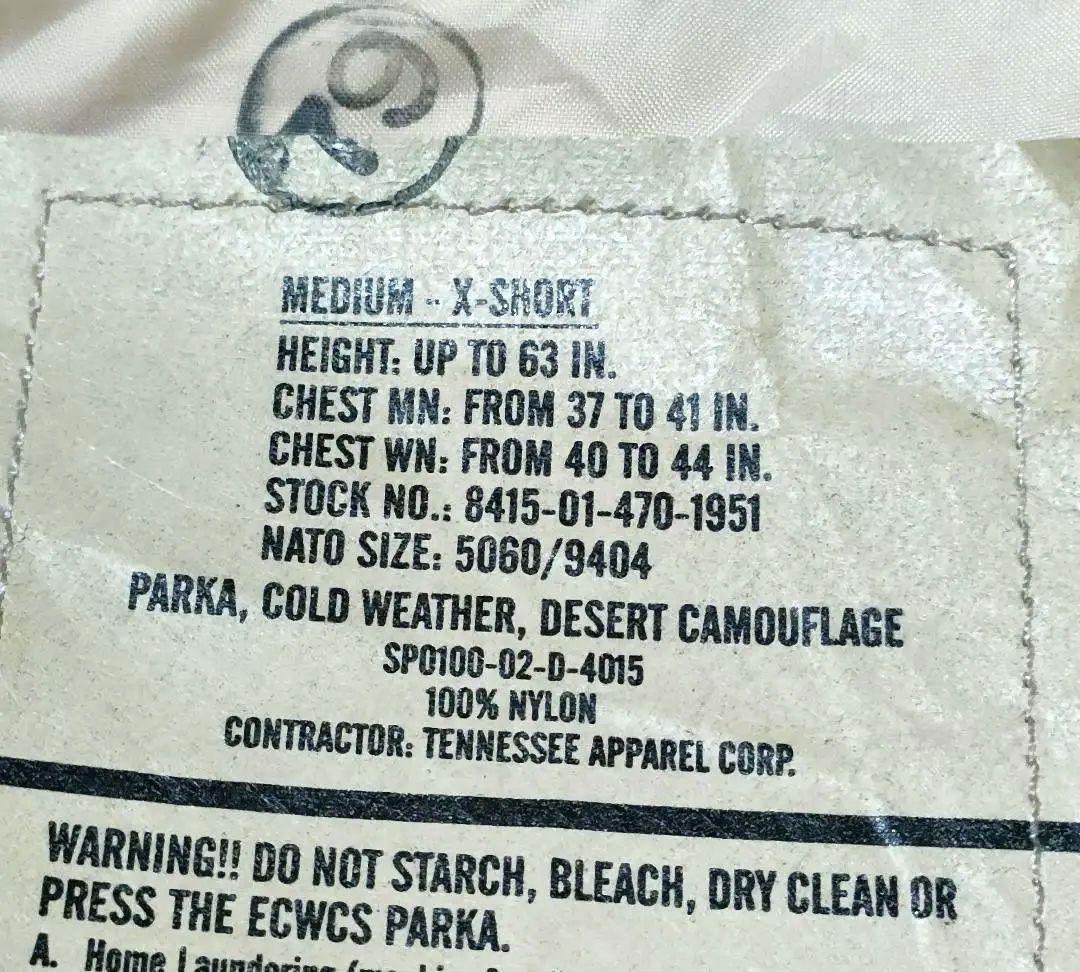 MEDIUM - X-SHORT
HEIGHT: UP TO 63 IN.
CHEST MN: FROM 37 TO 41 IN.
CHEST WN: FROM 40 TO 44 IN.
STOCK NO.: 8415-01-470-1951
NATO SIZE: 5060/9404
PARKA, COLD WEATHER, DESERT CAMOUFLAGE
SP0100-02-D-4015
100% NYLON
CONTRACTOR: TENNESSEE APPAREL CORP.
WARNING!! DO NOT STARCH, BLEACH, DRY CLEAN OR
PRESS THE ECWCS PARKA.
A. Home Laundering